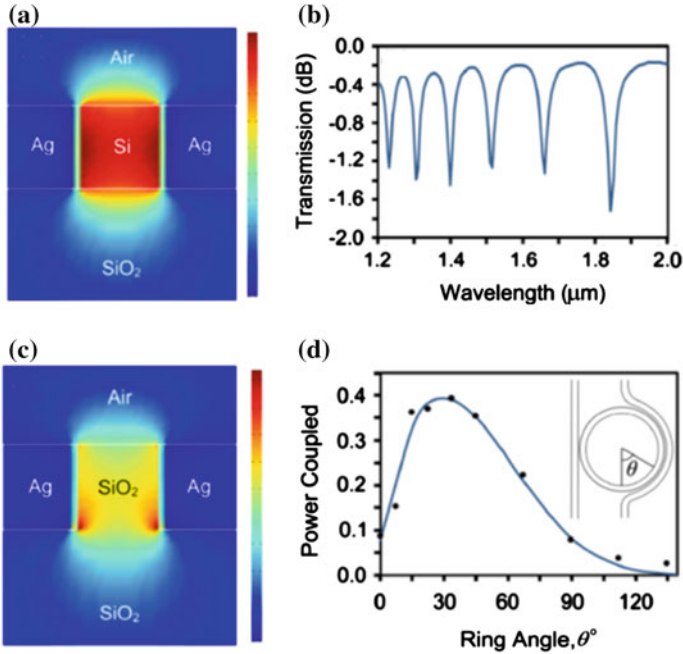 (a)
Air
Ag
Si
Ag
SiO2
(b)
Transmission (dB)
0.0
-0.4
-0.8
-1.2
-1.6
-2.0
1.2
1.4
1.6
1.8
2.0
Wavelength (μm)
(c)
Air
Ag
SiO2
Ag
SiO2
(d)
Power Coupled
0.4
0.3
0.2
0.1
0.0
0
30
60
90
120
θ
Ring Angle,θ°